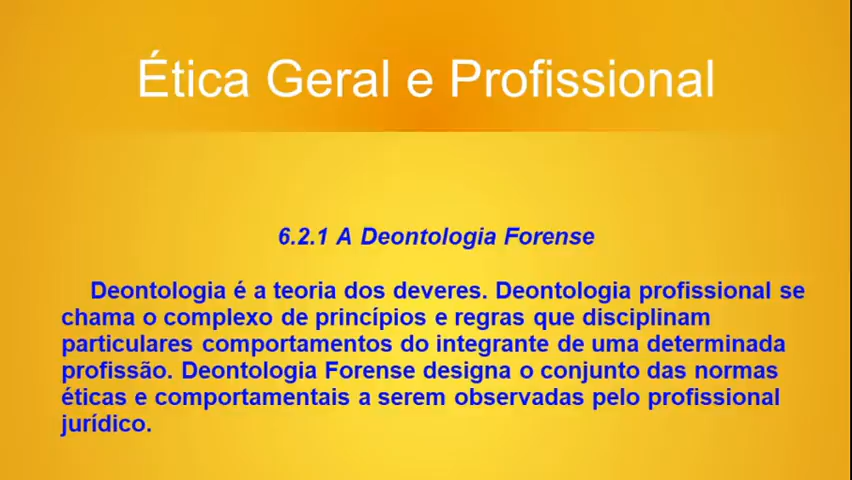 Ética Geral e Profissional
6.2.1 A Deontologia Forense
Deontologia é a teoria dos deveres. Deontologia profissional se
chama o complexo de princípios e regras que disciplinam
particulares comportamentos do integrante de uma determinada
profissão. Deontologia Forense designa o conjunto das normas
éticas e comportamentais a serem observadas pelo profissional
jurídico.